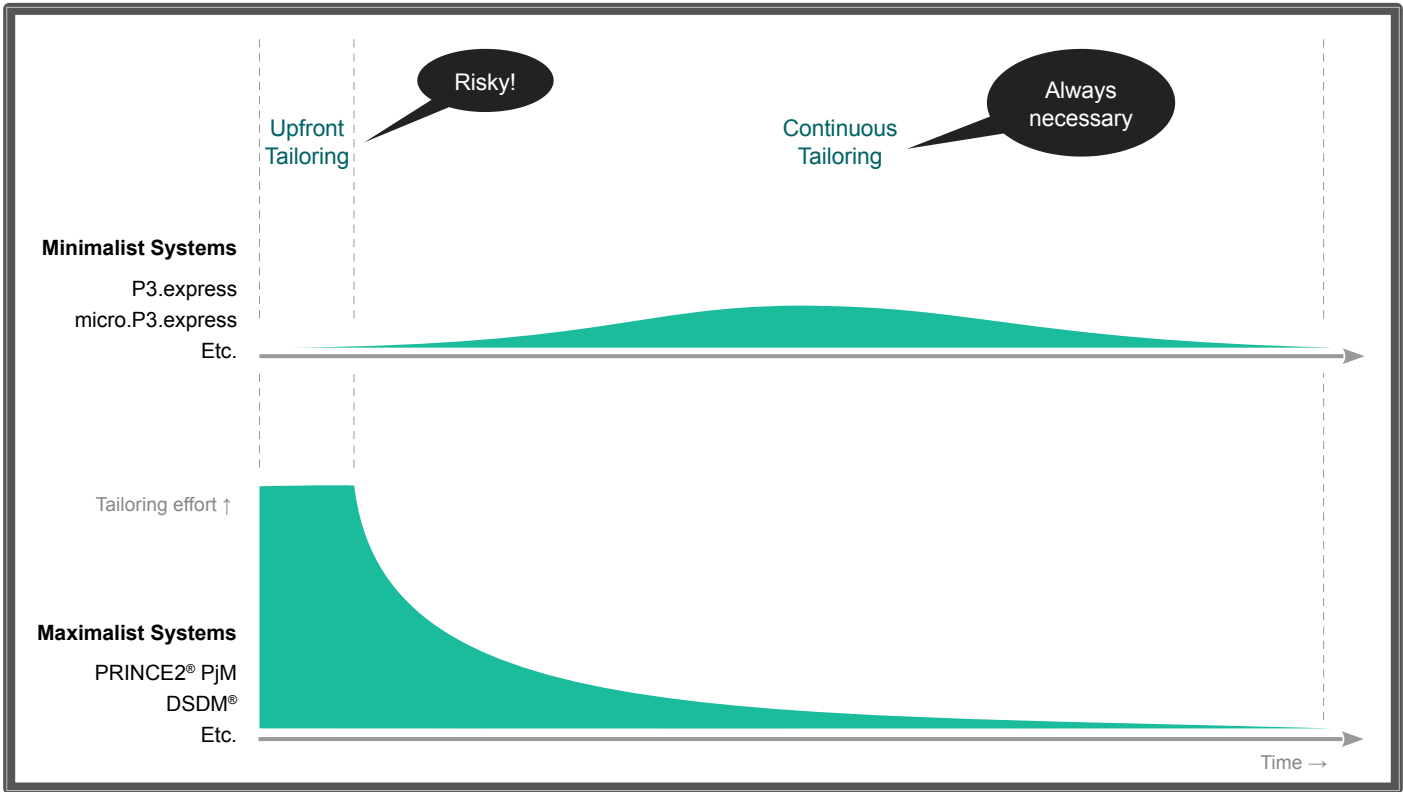 Risky!
Always
necessary
Upfront
Tailoring
Continuous
Tailoring
Minimalist Systems
P3.express
micro.P3.express
Etc.
Tailoring effort ↑
Maximalist Systems
PRINCE2® PjM
DSDM®
Etc.
Time →